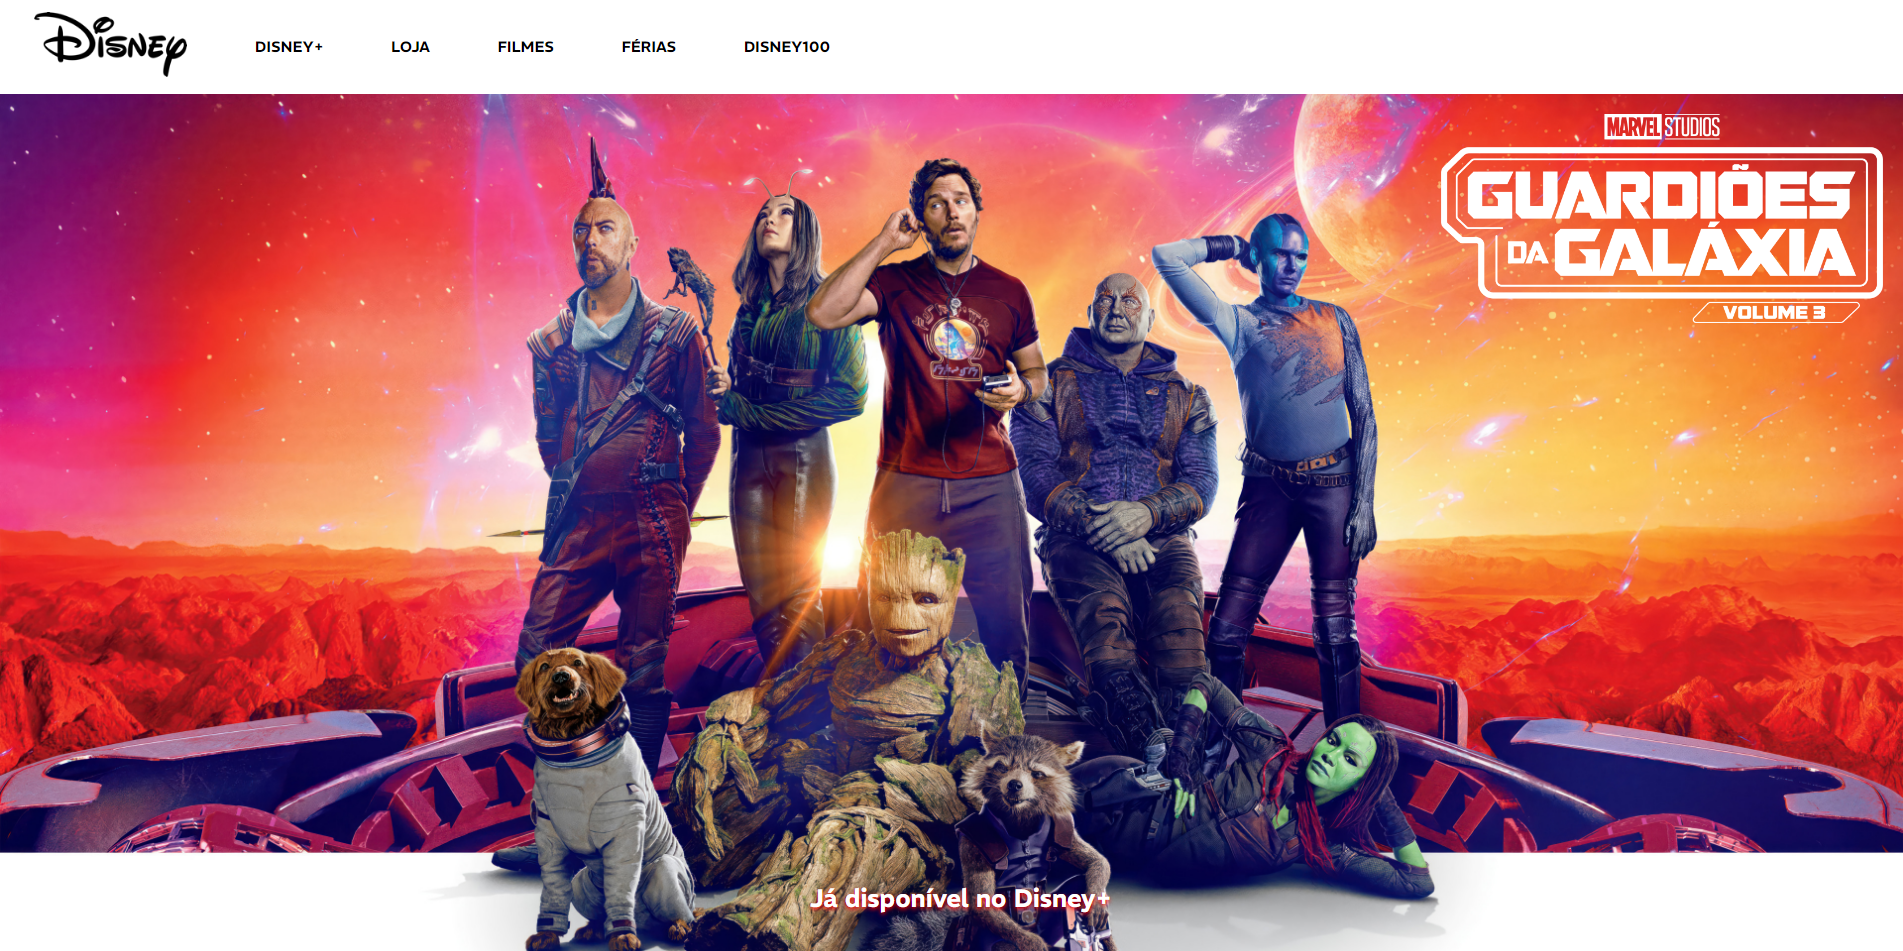 Disney
DISNEY+
LOJA
FILMES
FÉRIAS
DISNEY100
MARVEL STUDIOS
GUARDIÕES
DA GALÁXIA
VOLUME 3
Já disponível no Disney+